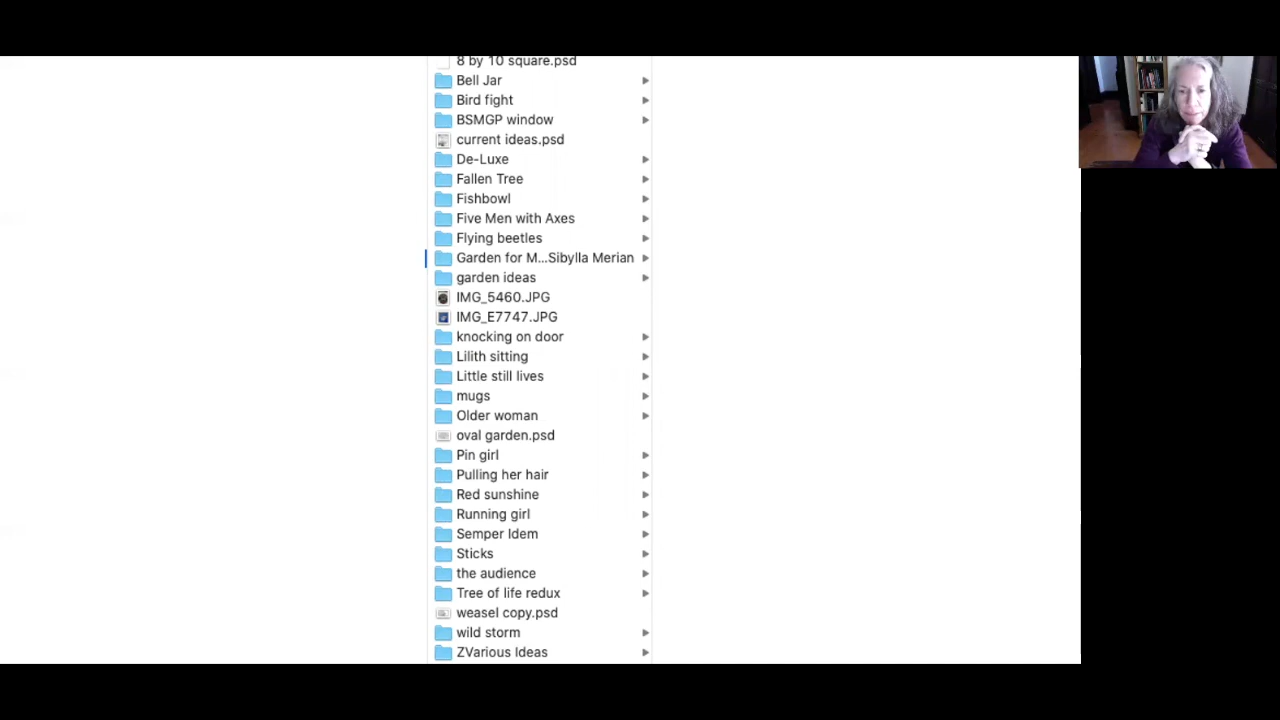 8 by 10 square.psd
Bell Jar
Bird fight
BSMGP window
current ideas.psd
De-Luxe
Fallen Tree
Fishbowl
Five Men with Axes
Flying beetles
Garden for M...Sibylla Merian
garden ideas
IMG_5460.JPG
IMG_E7747.JPG
knocking on door
Lilith sitting
Little still lives
mugs
Older woman
oval garden.psd
Pin girl
Pulling her hair
Red sunshine
Running girl
Semper Idem
Sticks
the audience
Tree of life redux
weasel copy.psd
wild storm
ZVarious Ideas